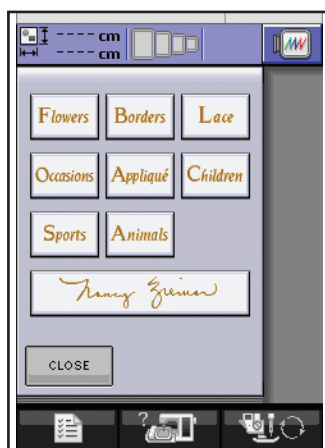 ---- cm
---- cm
Flowers Borders Lace
Occasions Appliqué Children
Sports Animals
Nancy Zieman
CLOSE
?